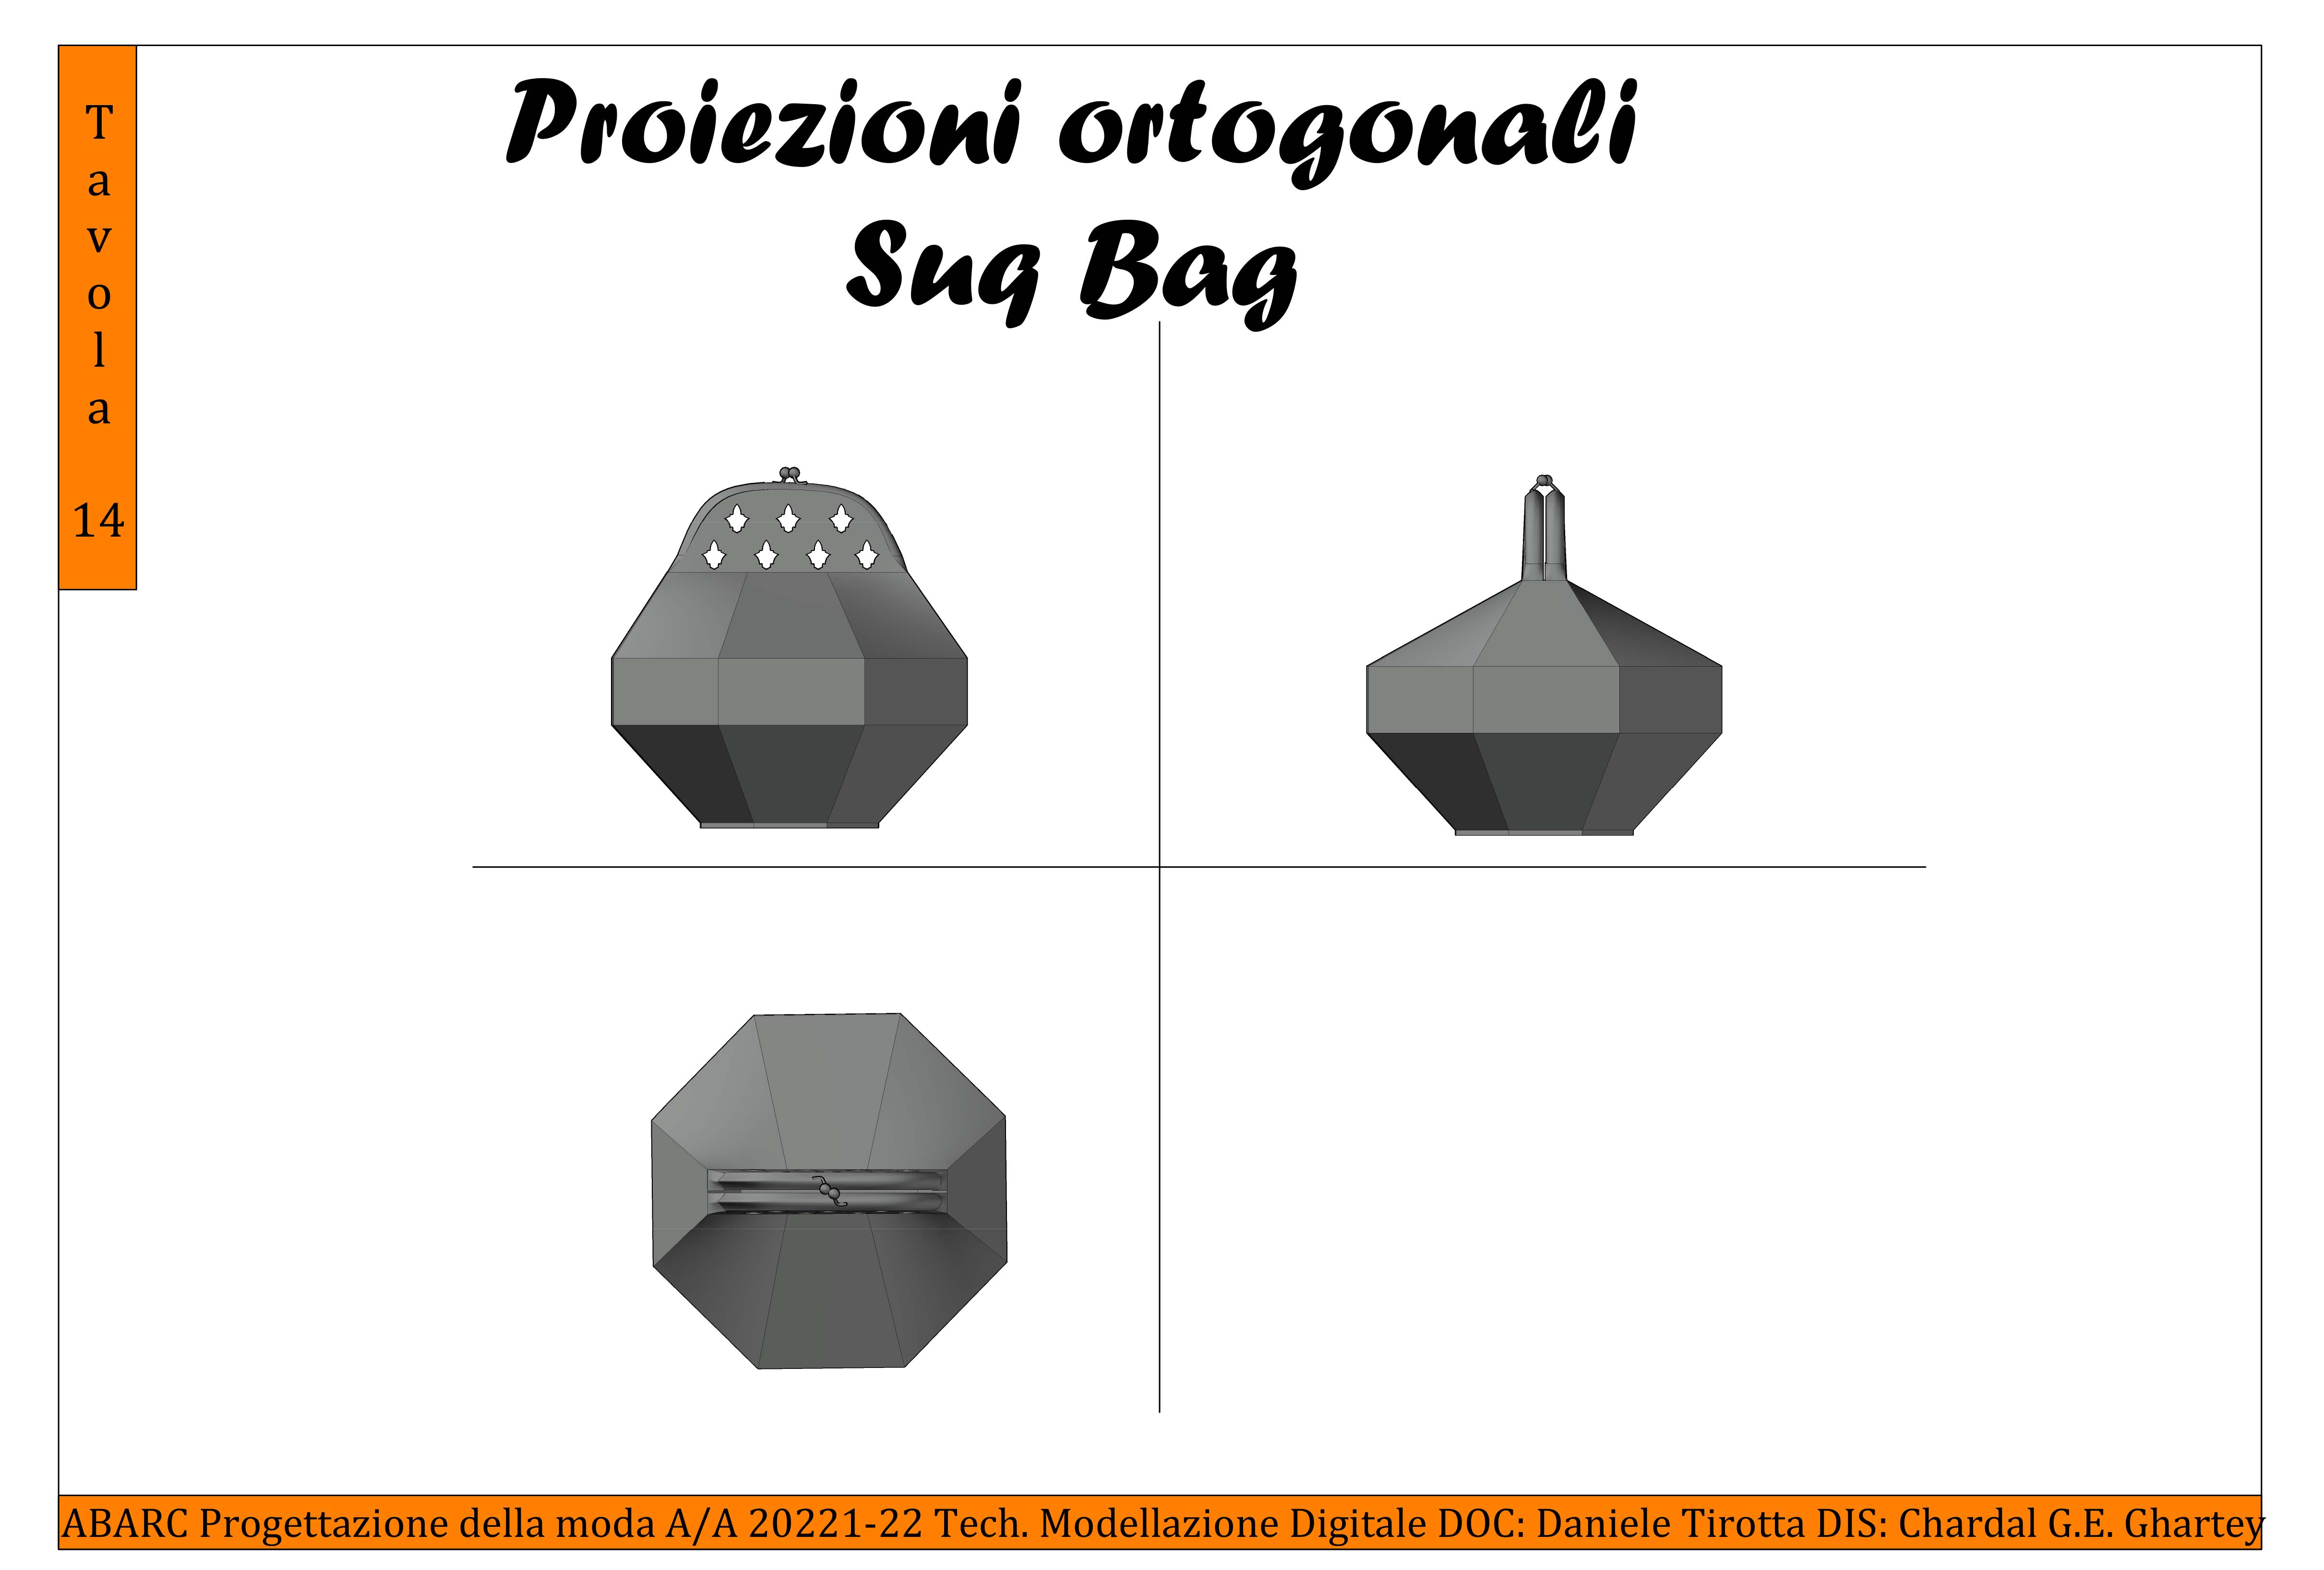 Proiezioni ortogonali
Suq Bag
Tavola 14
ABARC Progettazione della moda A/A 20221-22 Tech. Modellazione Digitale DOC: Daniele Tirotta DIS: Chardal G.E. Ghartey